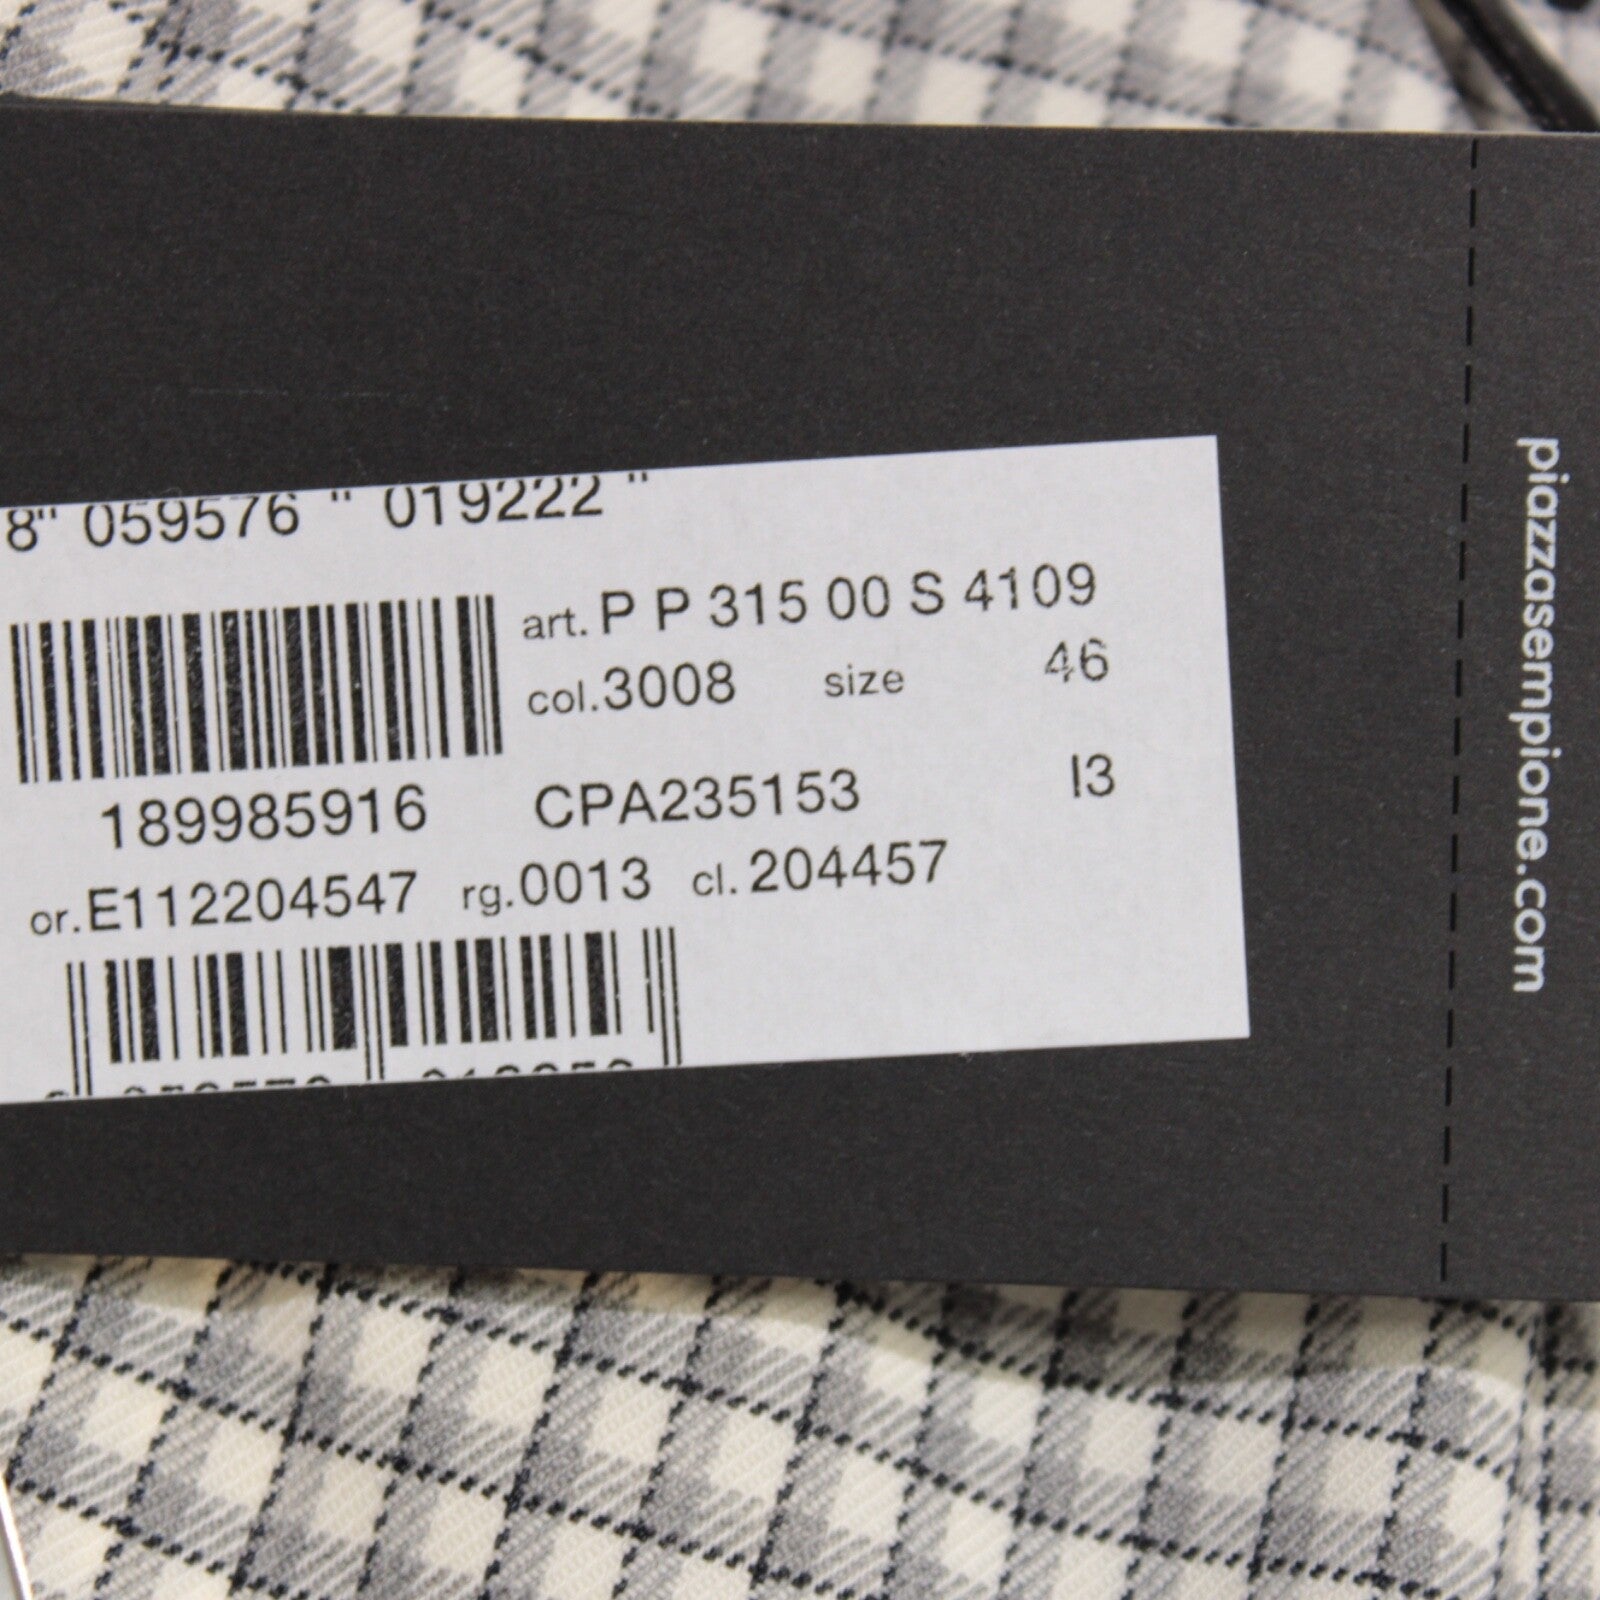 8" 059576 " 019222 "
art. P P 315 00 S 4109
col. 3008 size 46
189985916 CPA235153 I3
or. E112204547 rg. 0013 cl. 204457
piazzasempione.com